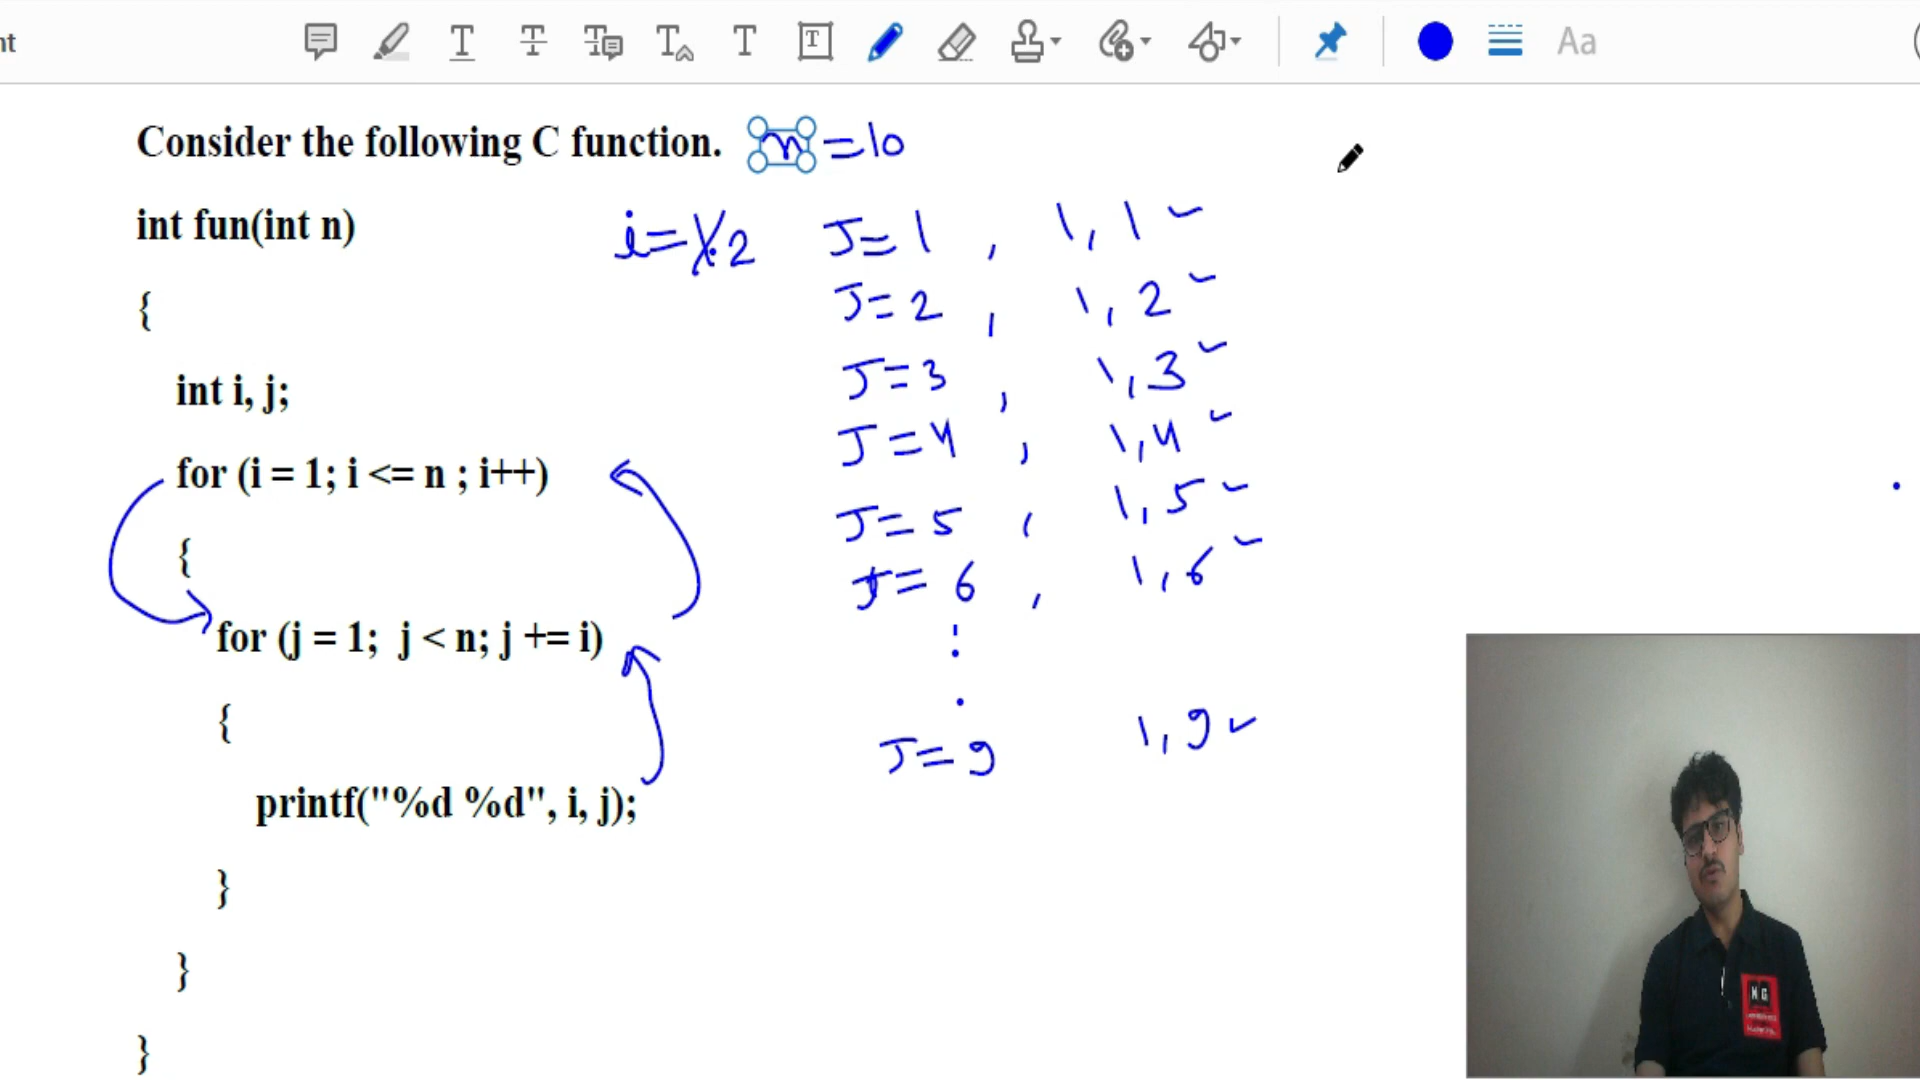 nt
Aa
Consider the following C function. n = 10
int fun(int n)
{
int i, j;
for (i = 1; i <= n ; i++)
{
for (j = 1; j < n; j += i)
{
printf("%d %d", i, j);
}
}
}
i = 1 2
J = 1 , 1, 1
J = 2 , 1, 2
J = 3 , 1, 3
J = 4 , 1, 4
J = 5 , 1, 5
J = 6 , 1, 6
J = 9 1, 9